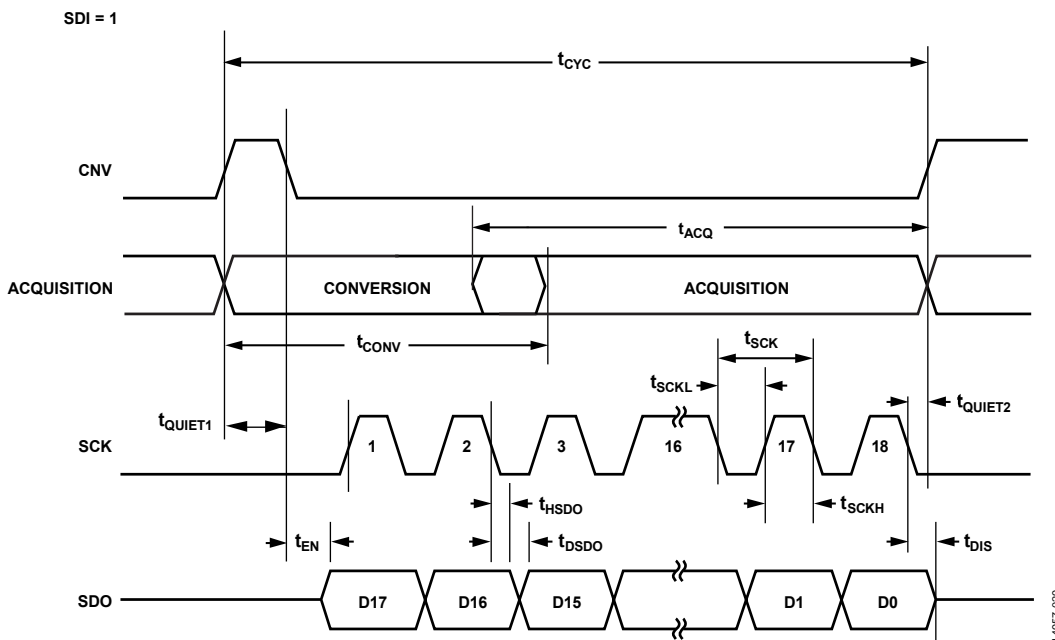 SDI = 1
tCYC
CNV
tACQ
ACQUISITION
CONVERSION
ACQUISITION
tCONV
tSCK
tSCKL
tQUIET2
tQUIET1
SCK
1
2
3
16
17
18
tHSDO
tSCKH
tEN
tDSDO
tDIS
SDO
D17
D16
D15
D1
D0